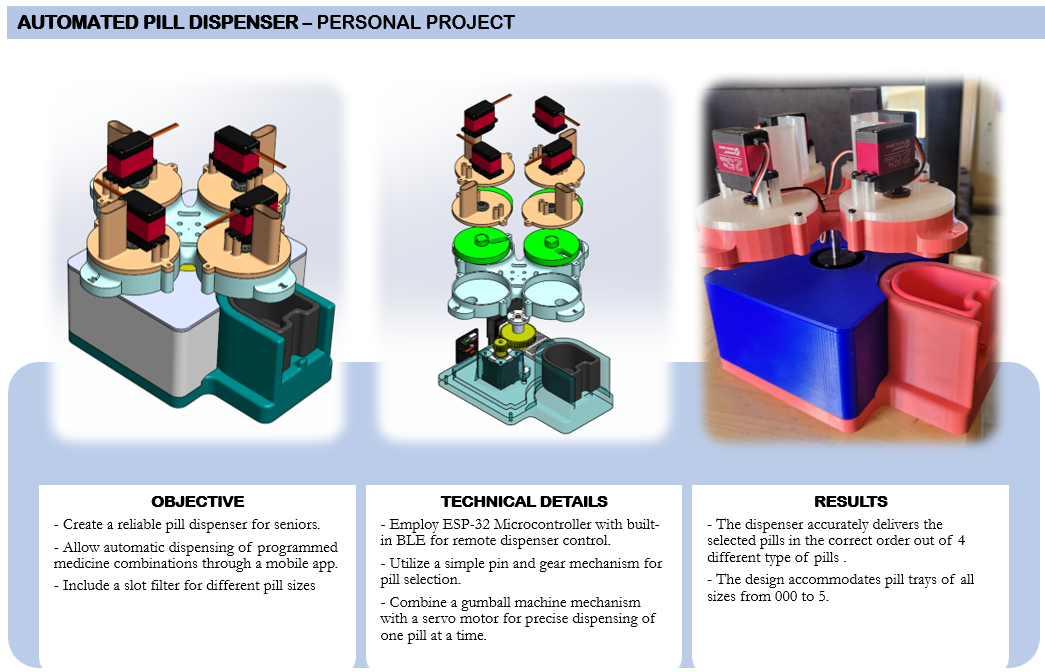 AUTOMATED PILL DISPENSER – PERSONAL PROJECT
OBJECTIVE
- Create a reliable pill dispenser for seniors.
- Allow automatic dispensing of programmed
medicine combinations through a mobile app.
- Include a slot filter for different pill sizes
TECHNICAL DETAILS
- Employ ESP-32 Microcontroller with built-
in BLE for remote dispenser control.
- Utilize a simple pin and gear mechanism for
pill selection.
- Combine a gumball machine mechanism
with a servo motor for precise dispensing of
one pill at a time.
RESULTS
- The dispenser accurately delivers the
selected pills in the correct order out of 4
different type of pills .
- The design accommodates pill trays of all
sizes from 000 to 5.